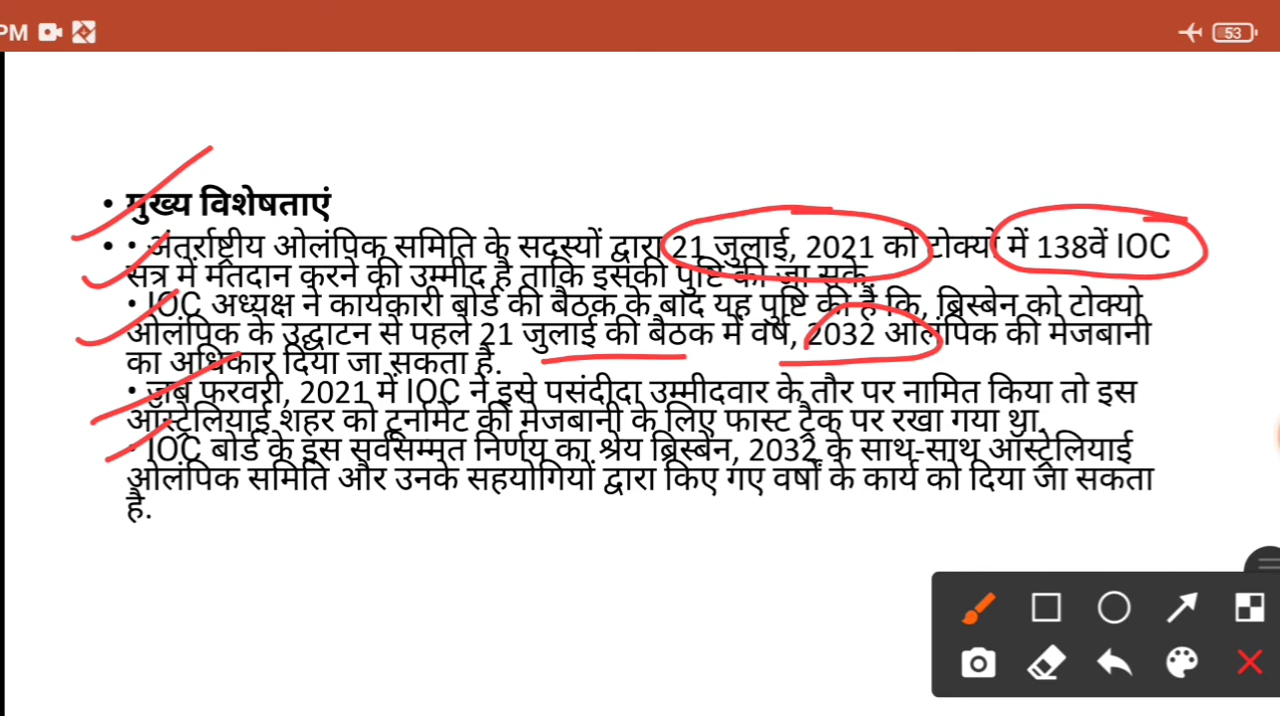 PM
53
• मुख्य विशेषताएं
• • अंतर्राष्ट्रीय ओलंपिक समिति के सदस्यों द्वारा 21 जुलाई, 2021 को टोक्यो में 138वें IOC
सत्र में मतदान करने की उम्मीद है ताकि इसकी पुष्टि की जा सके.
• IOC अध्यक्ष ने कार्यकारी बोर्ड की बैठक के बाद यह पुष्टि की है कि, ब्रिस्बेन को टोक्यो
ओलंपिक के उद्घाटन से पहले 21 जुलाई की बैठक में वर्ष, 2032 ओलंपिक की मेजबानी
का अधिकार दिया जा सकता है.
• जब फरवरी, 2021 में IOC ने इसे पसंदीदा उम्मीदवार के तौर पर नामित किया तो इस
ऑस्ट्रेलियाई शहर को टूर्नामेंट की मेजबानी के लिए फास्ट ट्रैक पर रखा गया था.
• IOC बोर्ड के इस सर्वसम्मत निर्णय का श्रेय ब्रिस्बेन, 2032 के साथ-साथ ऑस्ट्रेलियाई
ओलंपिक समिति और उनके सहयोगियों द्वारा किए गए वर्षों के कार्य को दिया जा सकता
है.